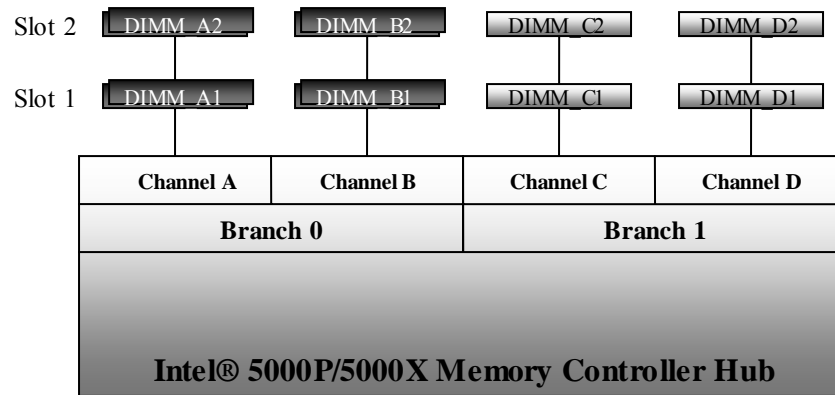 Slot 2 DIMM_A2 DIMM_B2 DIMM_C2 DIMM_D2
Slot 1 DIMM_A1 DIMM_B1 DIMM_C1 DIMM_D1
Channel A Channel B Channel C Channel D
Branch 0 Branch 1
Intel® 5000P/5000X Memory Controller Hub